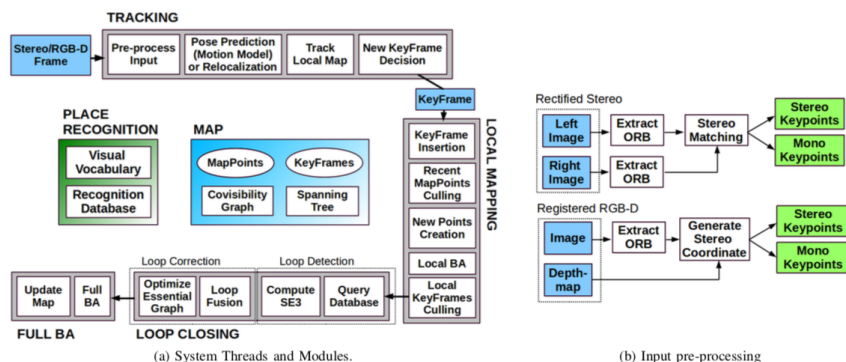 TRACKING
Stereo/RGB-D
Frame
Pre-process
Input
Pose Prediction
(Motion Model)
or Relocalization
Track
Local Map
New KeyFrame
Decision
KeyFrame
PLACE
RECOGNITION
Visual
Vocabulary
Recognition
Database
MAP
MapPoints
KeyFrames
Covisibility
Graph
Spanning
Tree
LOCAL MAPPING
KeyFrame
Insertion
Recent
MapPoints
Culling
New Points
Creation
Local BA
Local
KeyFrames
Culling
Loop Correction
Loop Detection
Update
Map
Full
BA
Optimize
Essential
Graph
Loop
Fusion
Compute
SE3
Query
Database
FULL BA
LOOP CLOSING
(a) System Threads and Modules.
Rectified Stereo
Left
Image
Extract
ORB
Stereo
Matching
Stereo
Keypoints
Mono
Keypoints
Right
Image
Extract
ORB
Registered RGB-D
Image
Extract
ORB
Generate
Stereo
Coordinate
Stereo
Keypoints
Mono
Keypoints
Depth-
map
(b) Input pre-processing